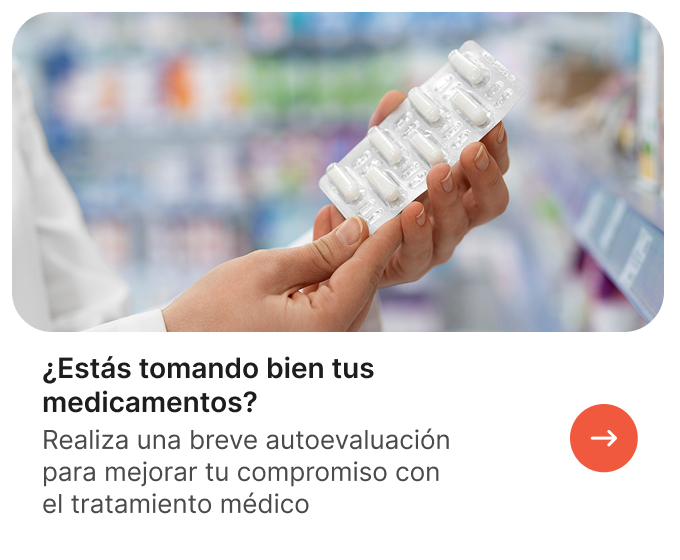 ¿Estás tomando bien tus
medicamentos?
Realiza una breve autoevaluación
para mejorar tu compromiso con
el tratamiento médico